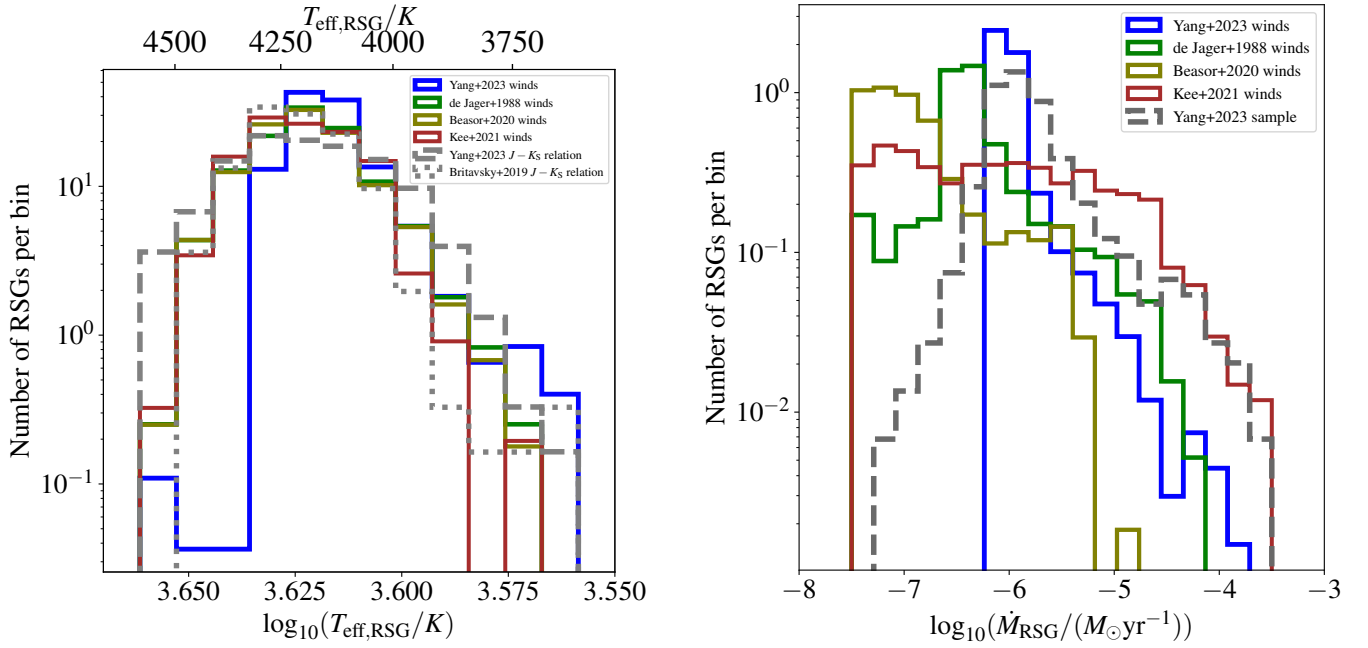 T_eff,RSG/K
4500 4250 4000 3750
Number of RSGs per bin
10^1
10^0
10^−1
Yang+2023 winds
de Jager+1988 winds
Beasor+2020 winds
Kee+2021 winds
Yang+2023 J − K_S relation
Britavsky+2019 J − K_S relation
3.650 3.625 3.600 3.575 3.550
log_10(T_eff,RSG/K)
Number of RSGs per bin
10^0
10^−1
10^−2
Yang+2023 winds
de Jager+1988 winds
Beasor+2020 winds
Kee+2021 winds
Yang+2023 sample
−8 −7 −6 −5 −4 −3
log_10(Ṁ_RSG/(M_⊙yr^−1))